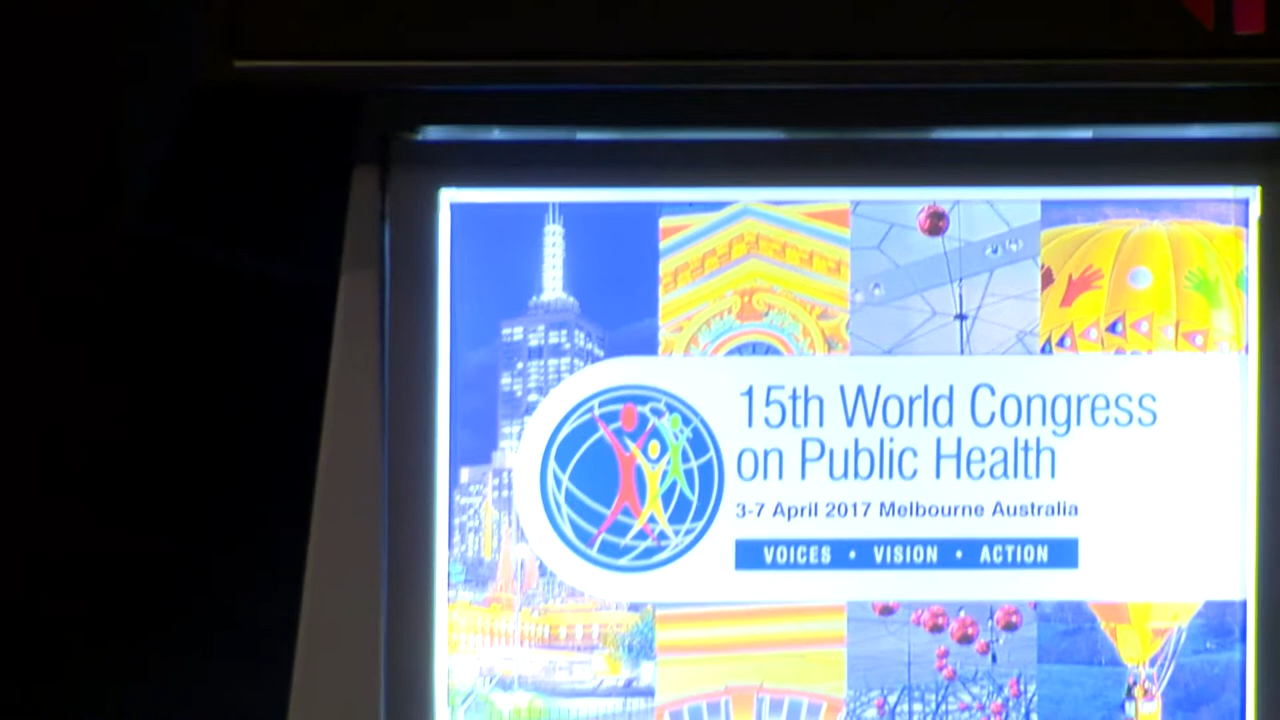 15th World Congress
on Public Health
3-7 April 2017 Melbourne Australia
VOICES • VISION • ACTION